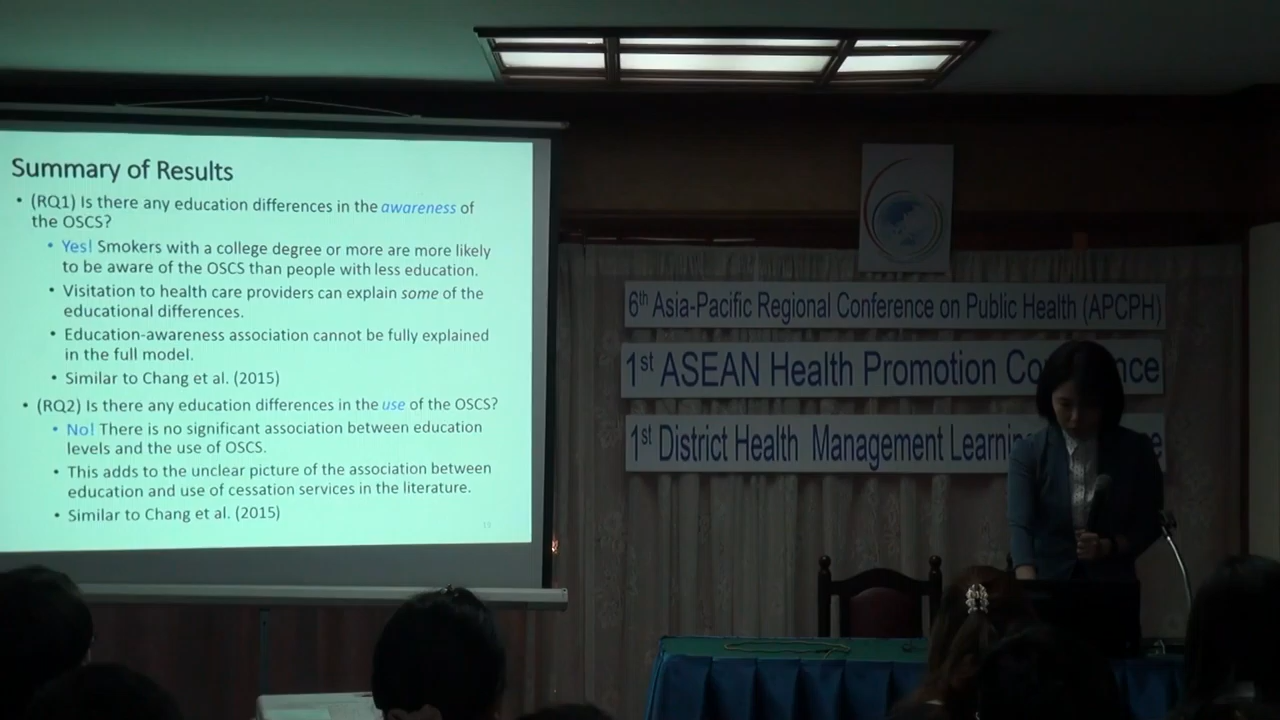 Summary of Results
• (RQ1) Is there any education differences in the awareness of
the OSCS?
• Yes! Smokers with a college degree or more are more likely
to be aware of the OSCS than people with less education.
• Visitation to health care providers can explain some of the
educational differences.
• Education-awareness association cannot be fully explained
in the full model.
• Similar to Chang et al. (2015)
• (RQ2) Is there any education differences in the use of the OSCS?
• No! There is no significant association between education
levels and the use of OSCS.
• This adds to the unclear picture of the association between
education and use of cessation services in the literature.
• Similar to Chang et al. (2015)
6th Asia-Pacific Regional Conference on Public Health (APCPH)
1st ASEAN Health Promotion Co nce
1st District Health Management Learnin e